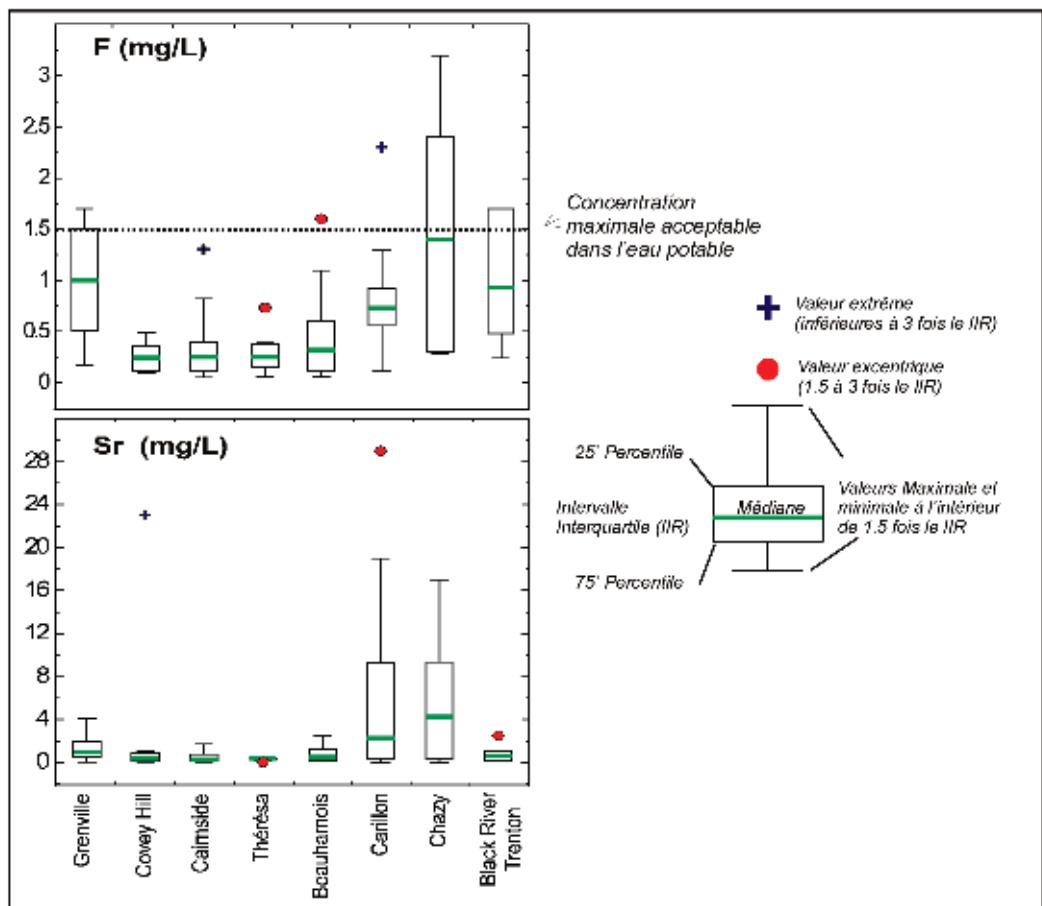 F (mg/L)
3
2.5
2
1.5
1
0.5
0
Concentration
maximale acceptable
dans l'eau potable
Valeur extrême
(inférieures à 3 fois le IIR)
Valeur excentrique
(1.5 à 3 fois le IIR)
25' Percentile
Intervalle
Interquartile (IIR)
75' Percentile
Médiane
Valeurs Maximale et
minimale à l'intérieur
de 1.5 fois le IIR
Sr (mg/L)
28
24
20
16
12
8
4
0
Grenville
Covey Hill
Cairnside
Thérésa
Beauharnois
Carillon
Chazy
Black River
Trenton